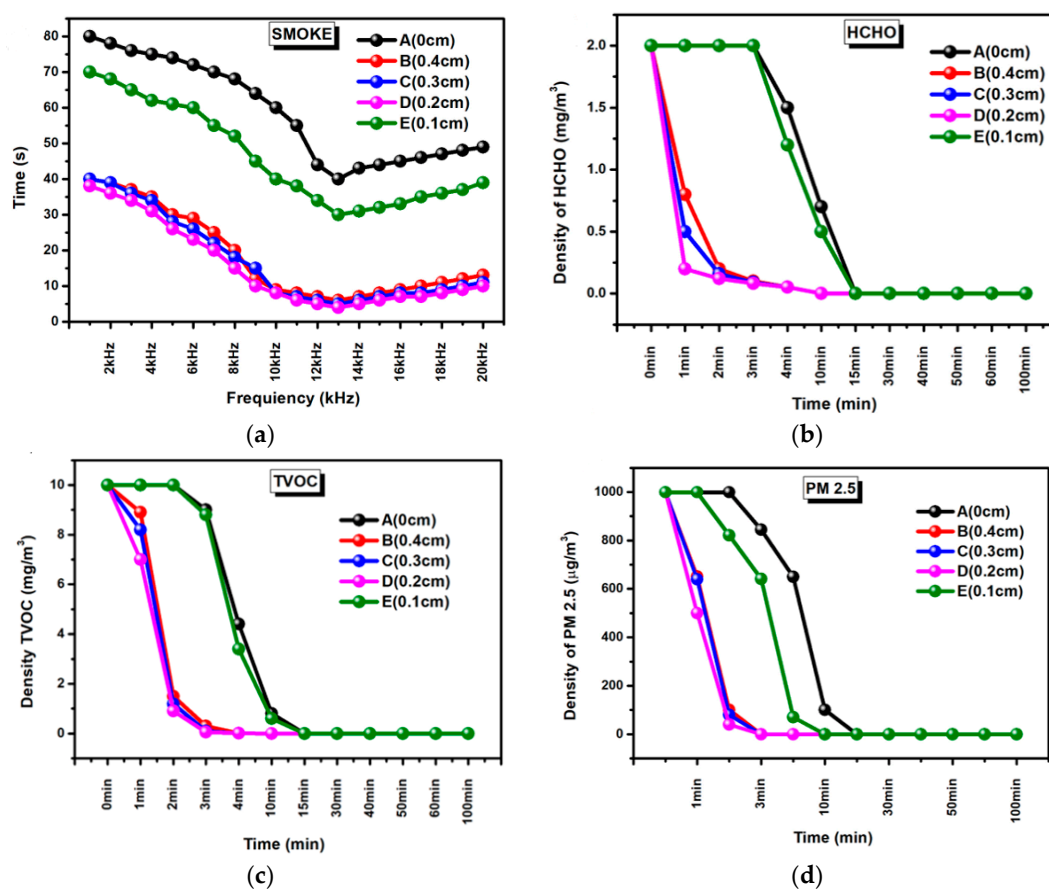 SMOKE
A(0cm)
B(0.4cm)
C(0.3cm)
D(0.2cm)
E(0.1cm)
80
70
60
50
40
30
20
10
0
Time (s)
2kHz
4kHz
6kHz
8kHz
10kHz
12kHz
14kHz
16kHz
18kHz
20kHz
Frequiency (kHz)
(a)
HCHO
A(0cm)
B(0.4cm)
C(0.3cm)
D(0.2cm)
E(0.1cm)
2.0
1.5
1.0
0.5
0.0
Density of HCHO (mg/m³)
0min
1min
2min
3min
4min
10min
15min
30min
40min
50min
60min
100min
Time (min)
(b)
TVOC
A(0cm)
B(0.4cm)
C(0.3cm)
D(0.2cm)
E(0.1cm)
10
8
6
4
2
0
Density TVOC (mg/m³)
0min
1min
2min
3min
4min
10min
15min
30min
40min
50min
60min
100min
Time (min)
(c)
PM 2.5
A(0cm)
B(0.4cm)
C(0.3cm)
D(0.2cm)
E(0.1cm)
1000
800
600
400
200
0
Density of PM 2.5 (μg/m³)
1min
3min
10min
30min
50min
100min
Time (min)
(d)